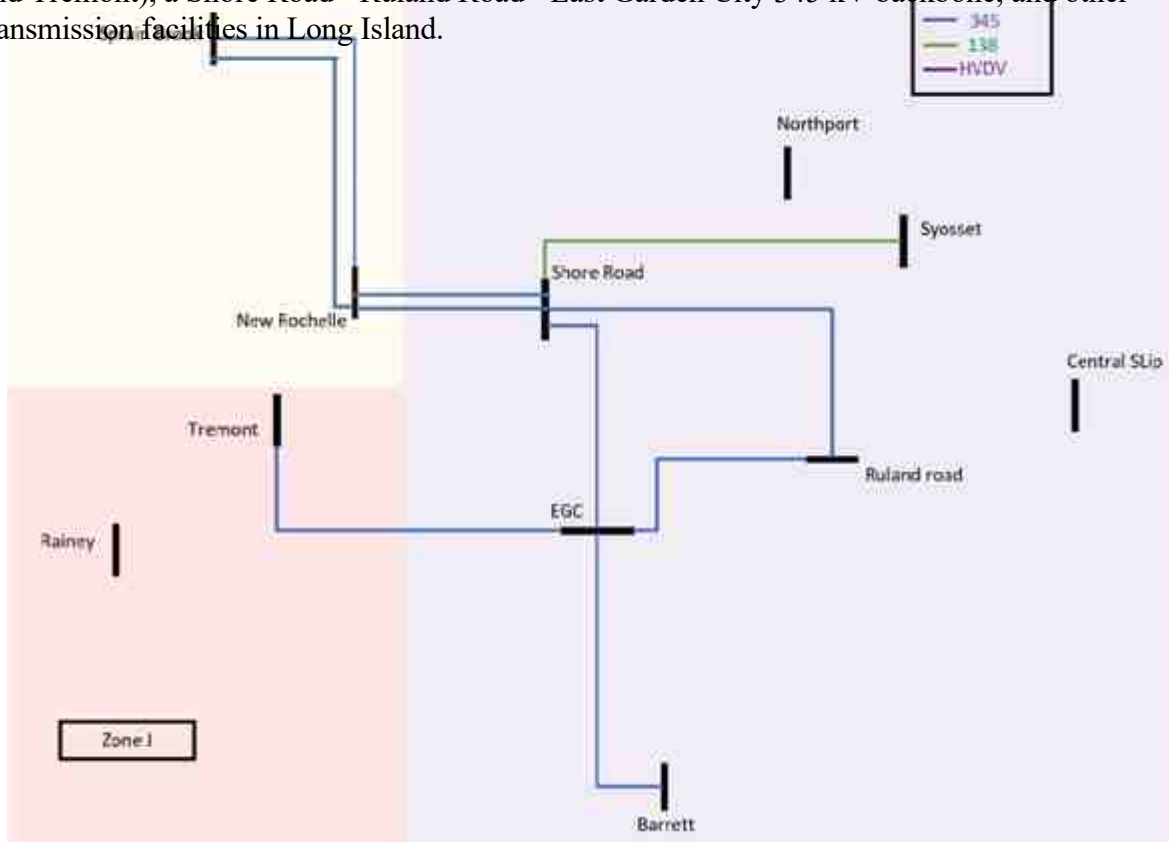 Tremont), a Shore Road - Ruland Road - East Garden City 345 kV backbone, and other
transmission facilities in Long Island.
345
138
HVDV
Northport
Syosset
Shore Road
New Rochelle
Central SLip
Tremont
Ruland road
EGC
Rainey
Zone J
Barrett